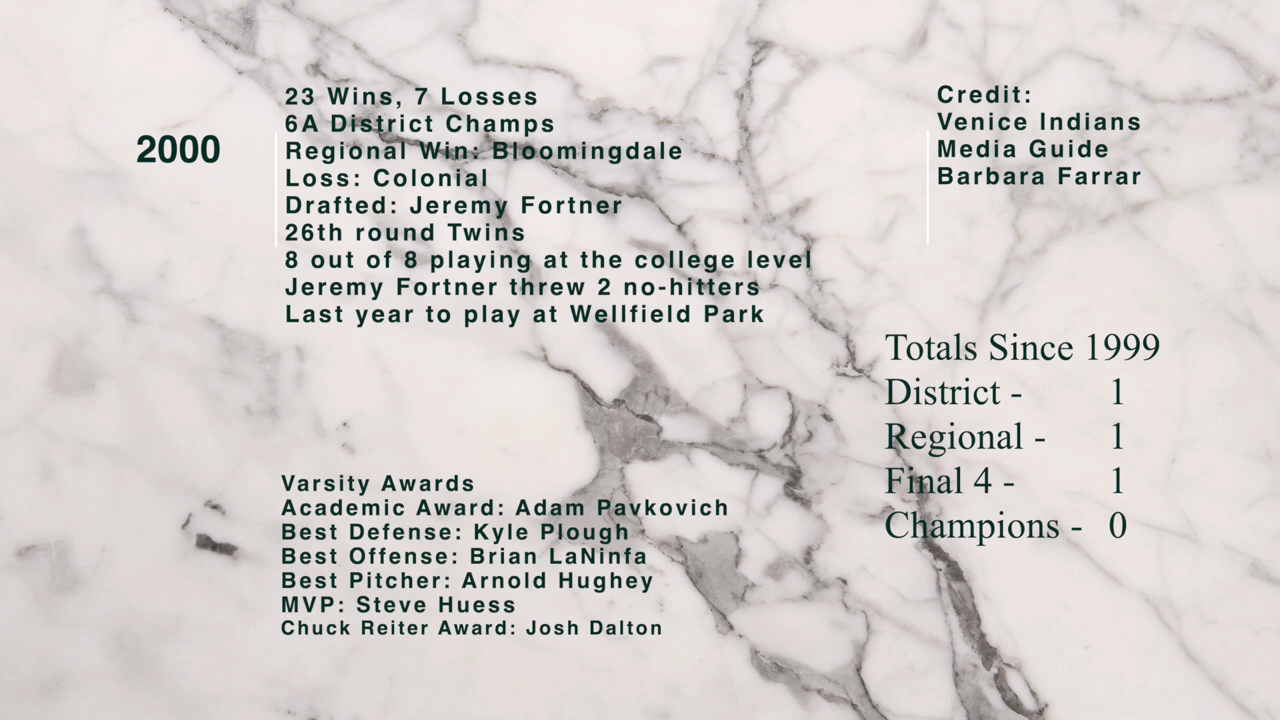 2000
23 Wins, 7 Losses
6A District Champs
Regional Win: Bloomingdale
Loss: Colonial
Drafted: Jeremy Fortner
26th round Twins
8 out of 8 playing at the college level
Jeremy Fortner threw 2 no-hitters
Last year to play at Wellfield Park
Credit:
Venice Indians
Media Guide
Barbara Farrar
Totals Since 1999
District - 1
Regional - 1
Final 4 - 1
Champions - 0
Varsity Awards
Academic Award: Adam Pavkovich
Best Defense: Kyle Plough
Best Offense: Brian LaNinfa
Best Pitcher: Arnold Hughey
MVP: Steve Huess
Chuck Reiter Award: Josh Dalton